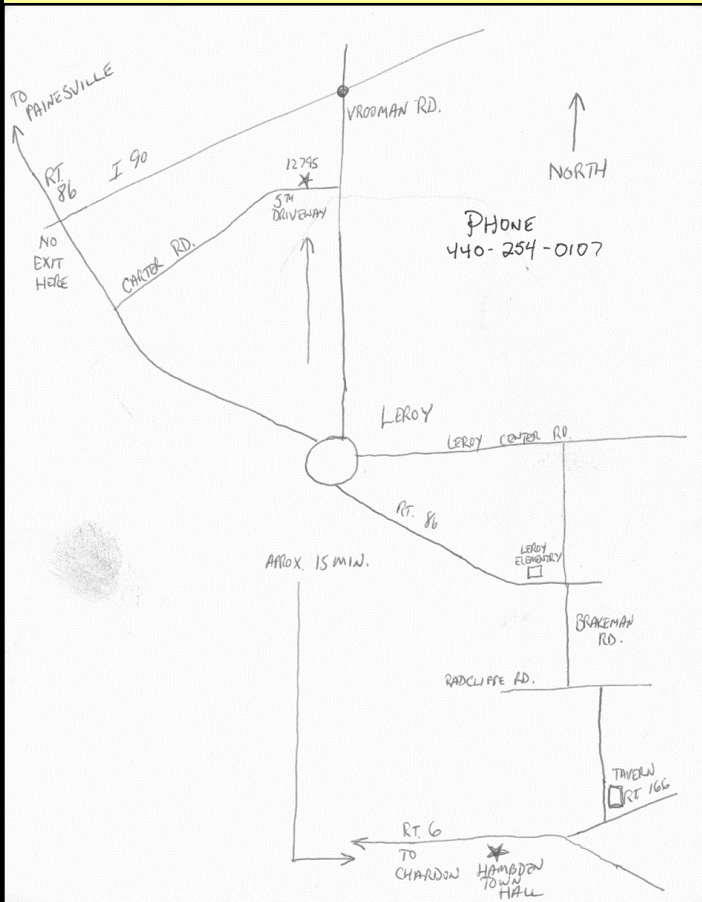 TO
PAINESVILLE
VROOMAN RD.
RT.
86
I 90
12795
5TH
DRIVEWAY
NORTH
NO
EXIT
HERE
CARTER RD.
PHONE
440-254-0107
LEROY
LEROY CENTER RD.
RT. 86
APROX. 15 MIN.
LEROY
ELEMENTRY
BRAKEMAN
RD.
RADCLIFFE RD.
TAVERN
RT 166
RT. 6
TO
CHARDON
HAMBDEN
TOWN
HALL